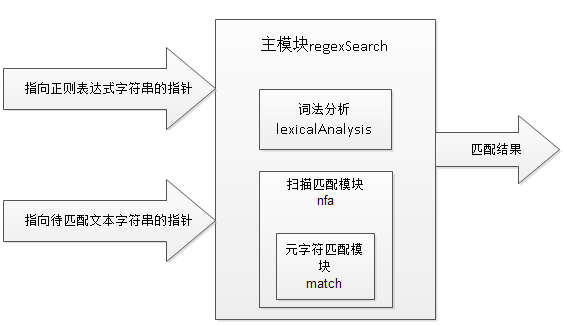 主模块regexSearch
指向正则表达式字符串的指针
词法分析
lexicalAnalysis
匹配结果
扫描匹配模块
nfa
指向待匹配文本字符串的指针
元字符匹配模
块
match